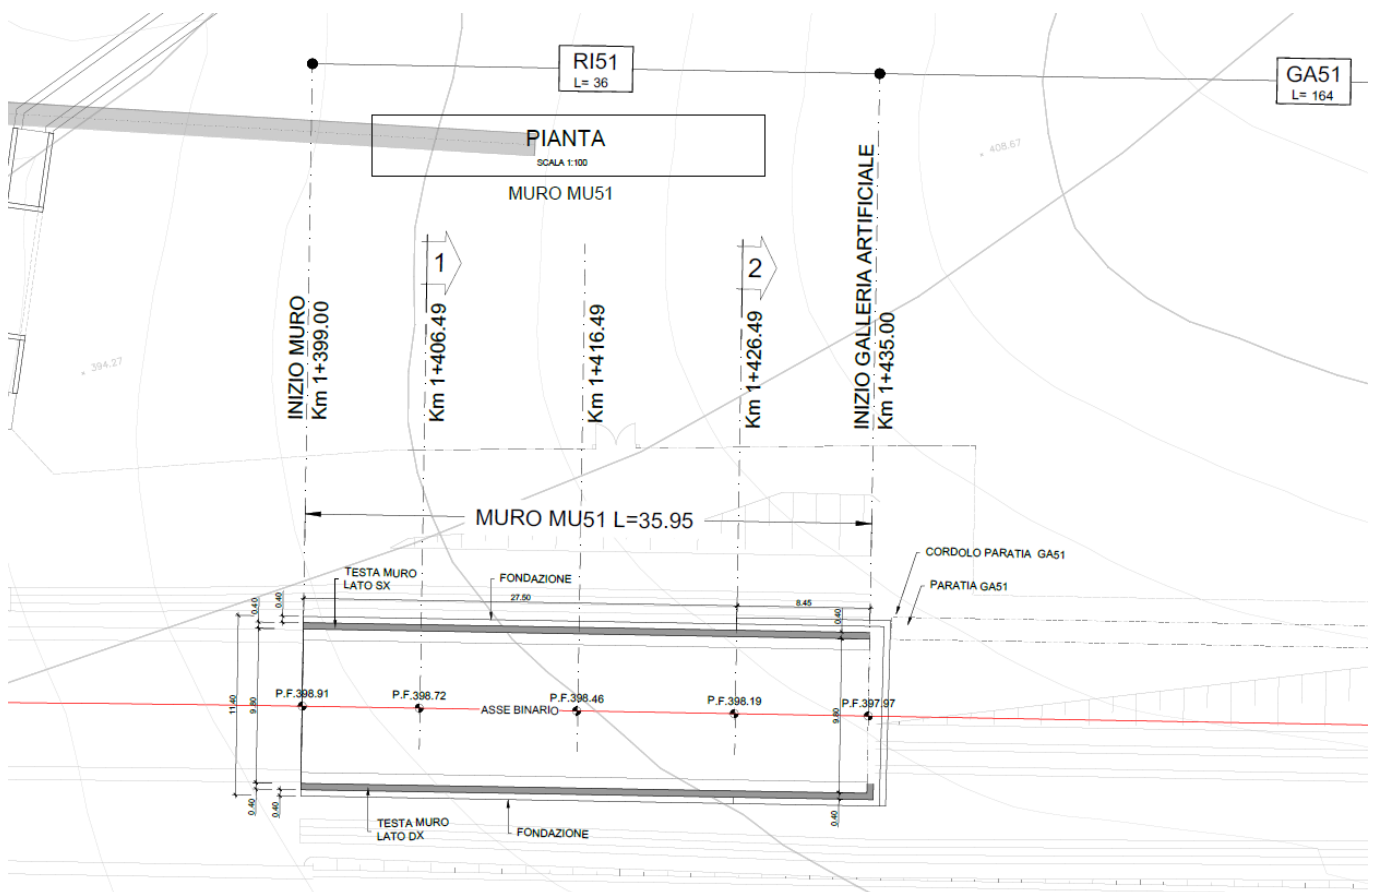 RI51
L= 36
GA51
L= 164
PIANTA
SCALA 1:100
MURO MU51
408.67
394.27
INIZIO MURO
Km 1+399.00
1
Km 1+406.49
Km 1+416.49
2
Km 1+426.49
INIZIO GALLERIA ARTIFICIALE
Km 1+435.00
MURO MU51 L=35.95
CORDOLO PARATIA GA51
PARATIA GA51
TESTA MURO
LATO SX
FONDAZIONE
27.50
8.45
0.40
0.40
0.40
P.F.398.91
P.F.398.72
P.F.398.46
P.F.398.19
P.F.397.97
ASSE BINARIO
11.40
9.80
9.80
0.40
0.40
0.40
TESTA MURO
LATO DX
FONDAZIONE